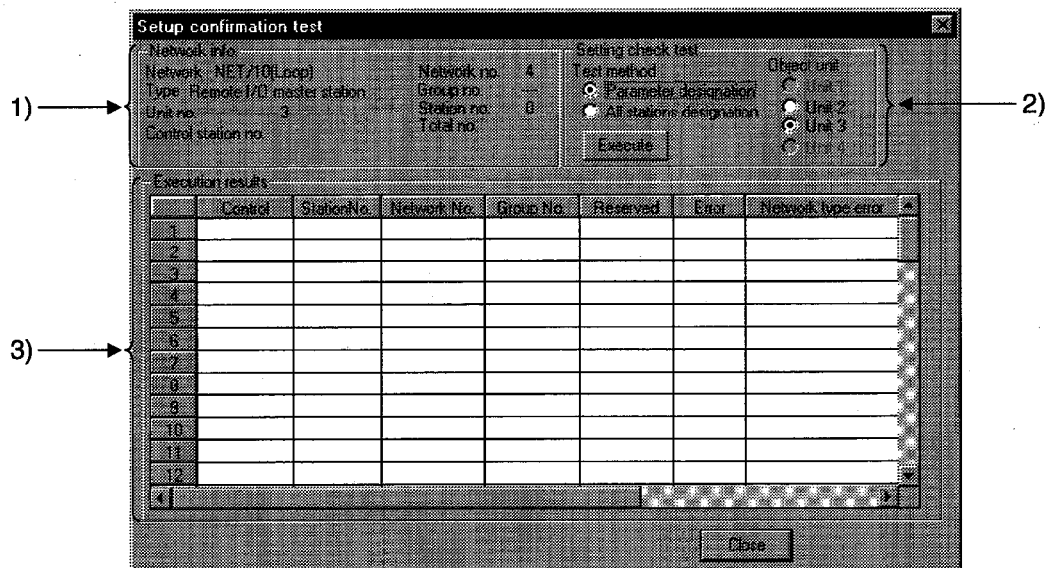 Setup confirmation test
1)
Network info.
Network NET/10(Loop)
Type Remote I/O master station
Unit no. 3
Control station no.
Network no. 4
Group no. —
Station no. 0
Total no.
Setting check test
Test method
Parameter designation
All stations designation
Execute
Object unit
Unit 1
Unit 2
Unit 3
Unit 4
2)
3)
Execution results
Control StationNo. Network No. Group No. Reserved Error Network type error
1
2
3
4
5
6
7
8
9
10
11
12
Close